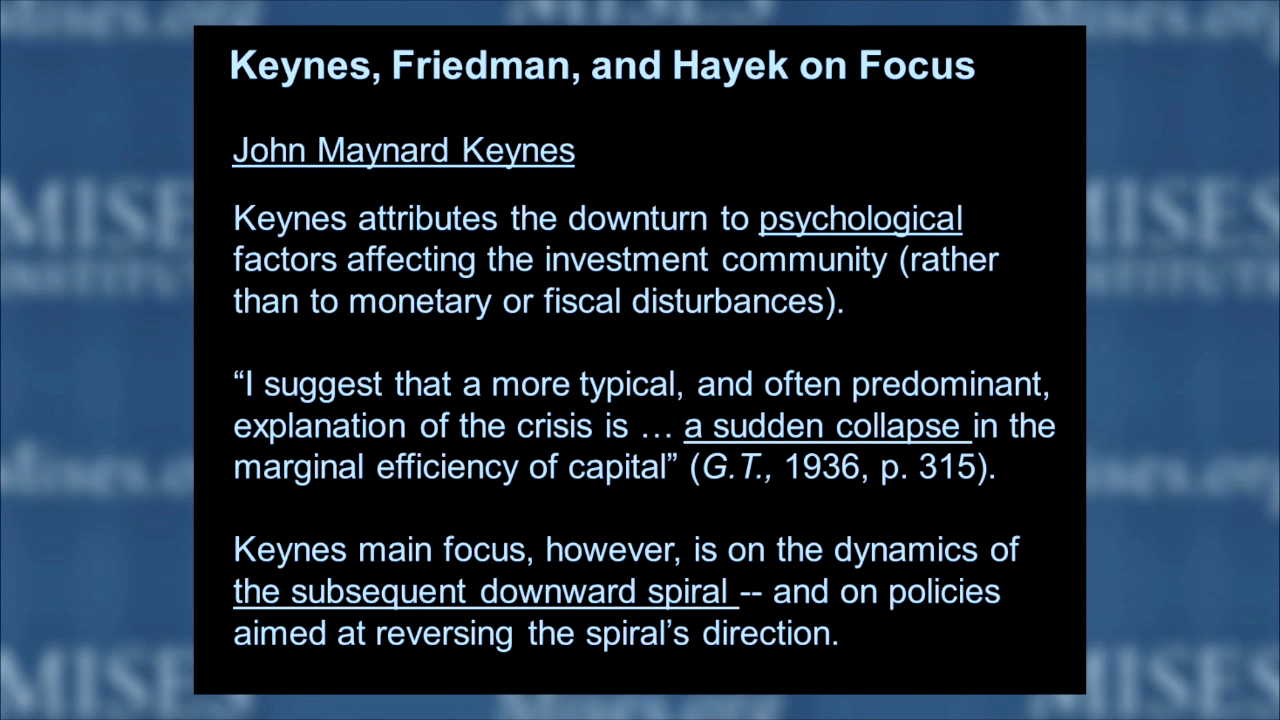 Keynes, Friedman, and Hayek on Focus
John Maynard Keynes
Keynes attributes the downturn to psychological
factors affecting the investment community (rather
than to monetary or fiscal disturbances).
“I suggest that a more typical, and often predominant,
explanation of the crisis is … a sudden collapse in the
marginal efficiency of capital” (G.T., 1936, p. 315).
Keynes main focus, however, is on the dynamics of
the subsequent downward spiral -- and on policies
aimed at reversing the spiral’s direction.